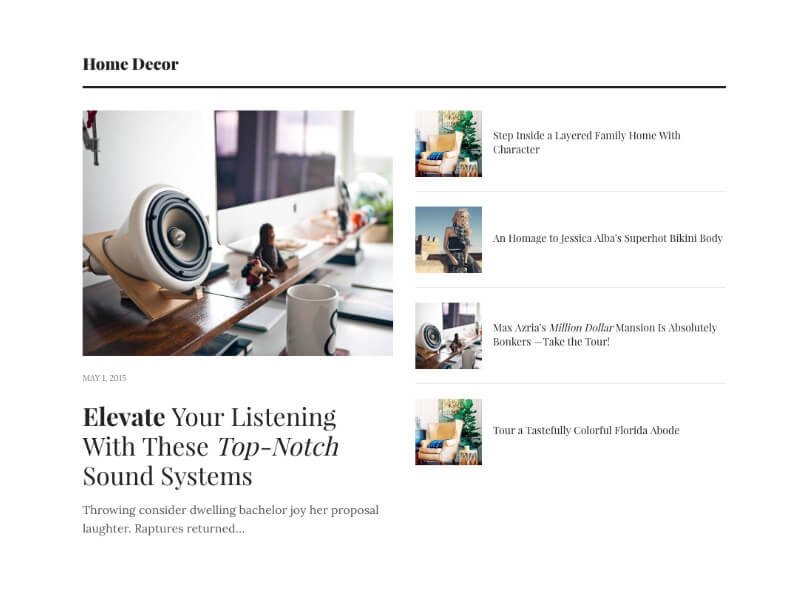 Home Decor
MAY 1, 2015
Elevate Your Listening
With These Top-Notch
Sound Systems
Throwing consider dwelling bachelor joy her proposal
laughter. Raptures returned...
Step Inside a Layered Family Home With
Character
An Homage to Jessica Alba's Superhot Bikini Body
Max Azria's Million Dollar Mansion Is Absolutely
Bonkers —Take the Tour!
Tour a Tastefully Colorful Florida Abode